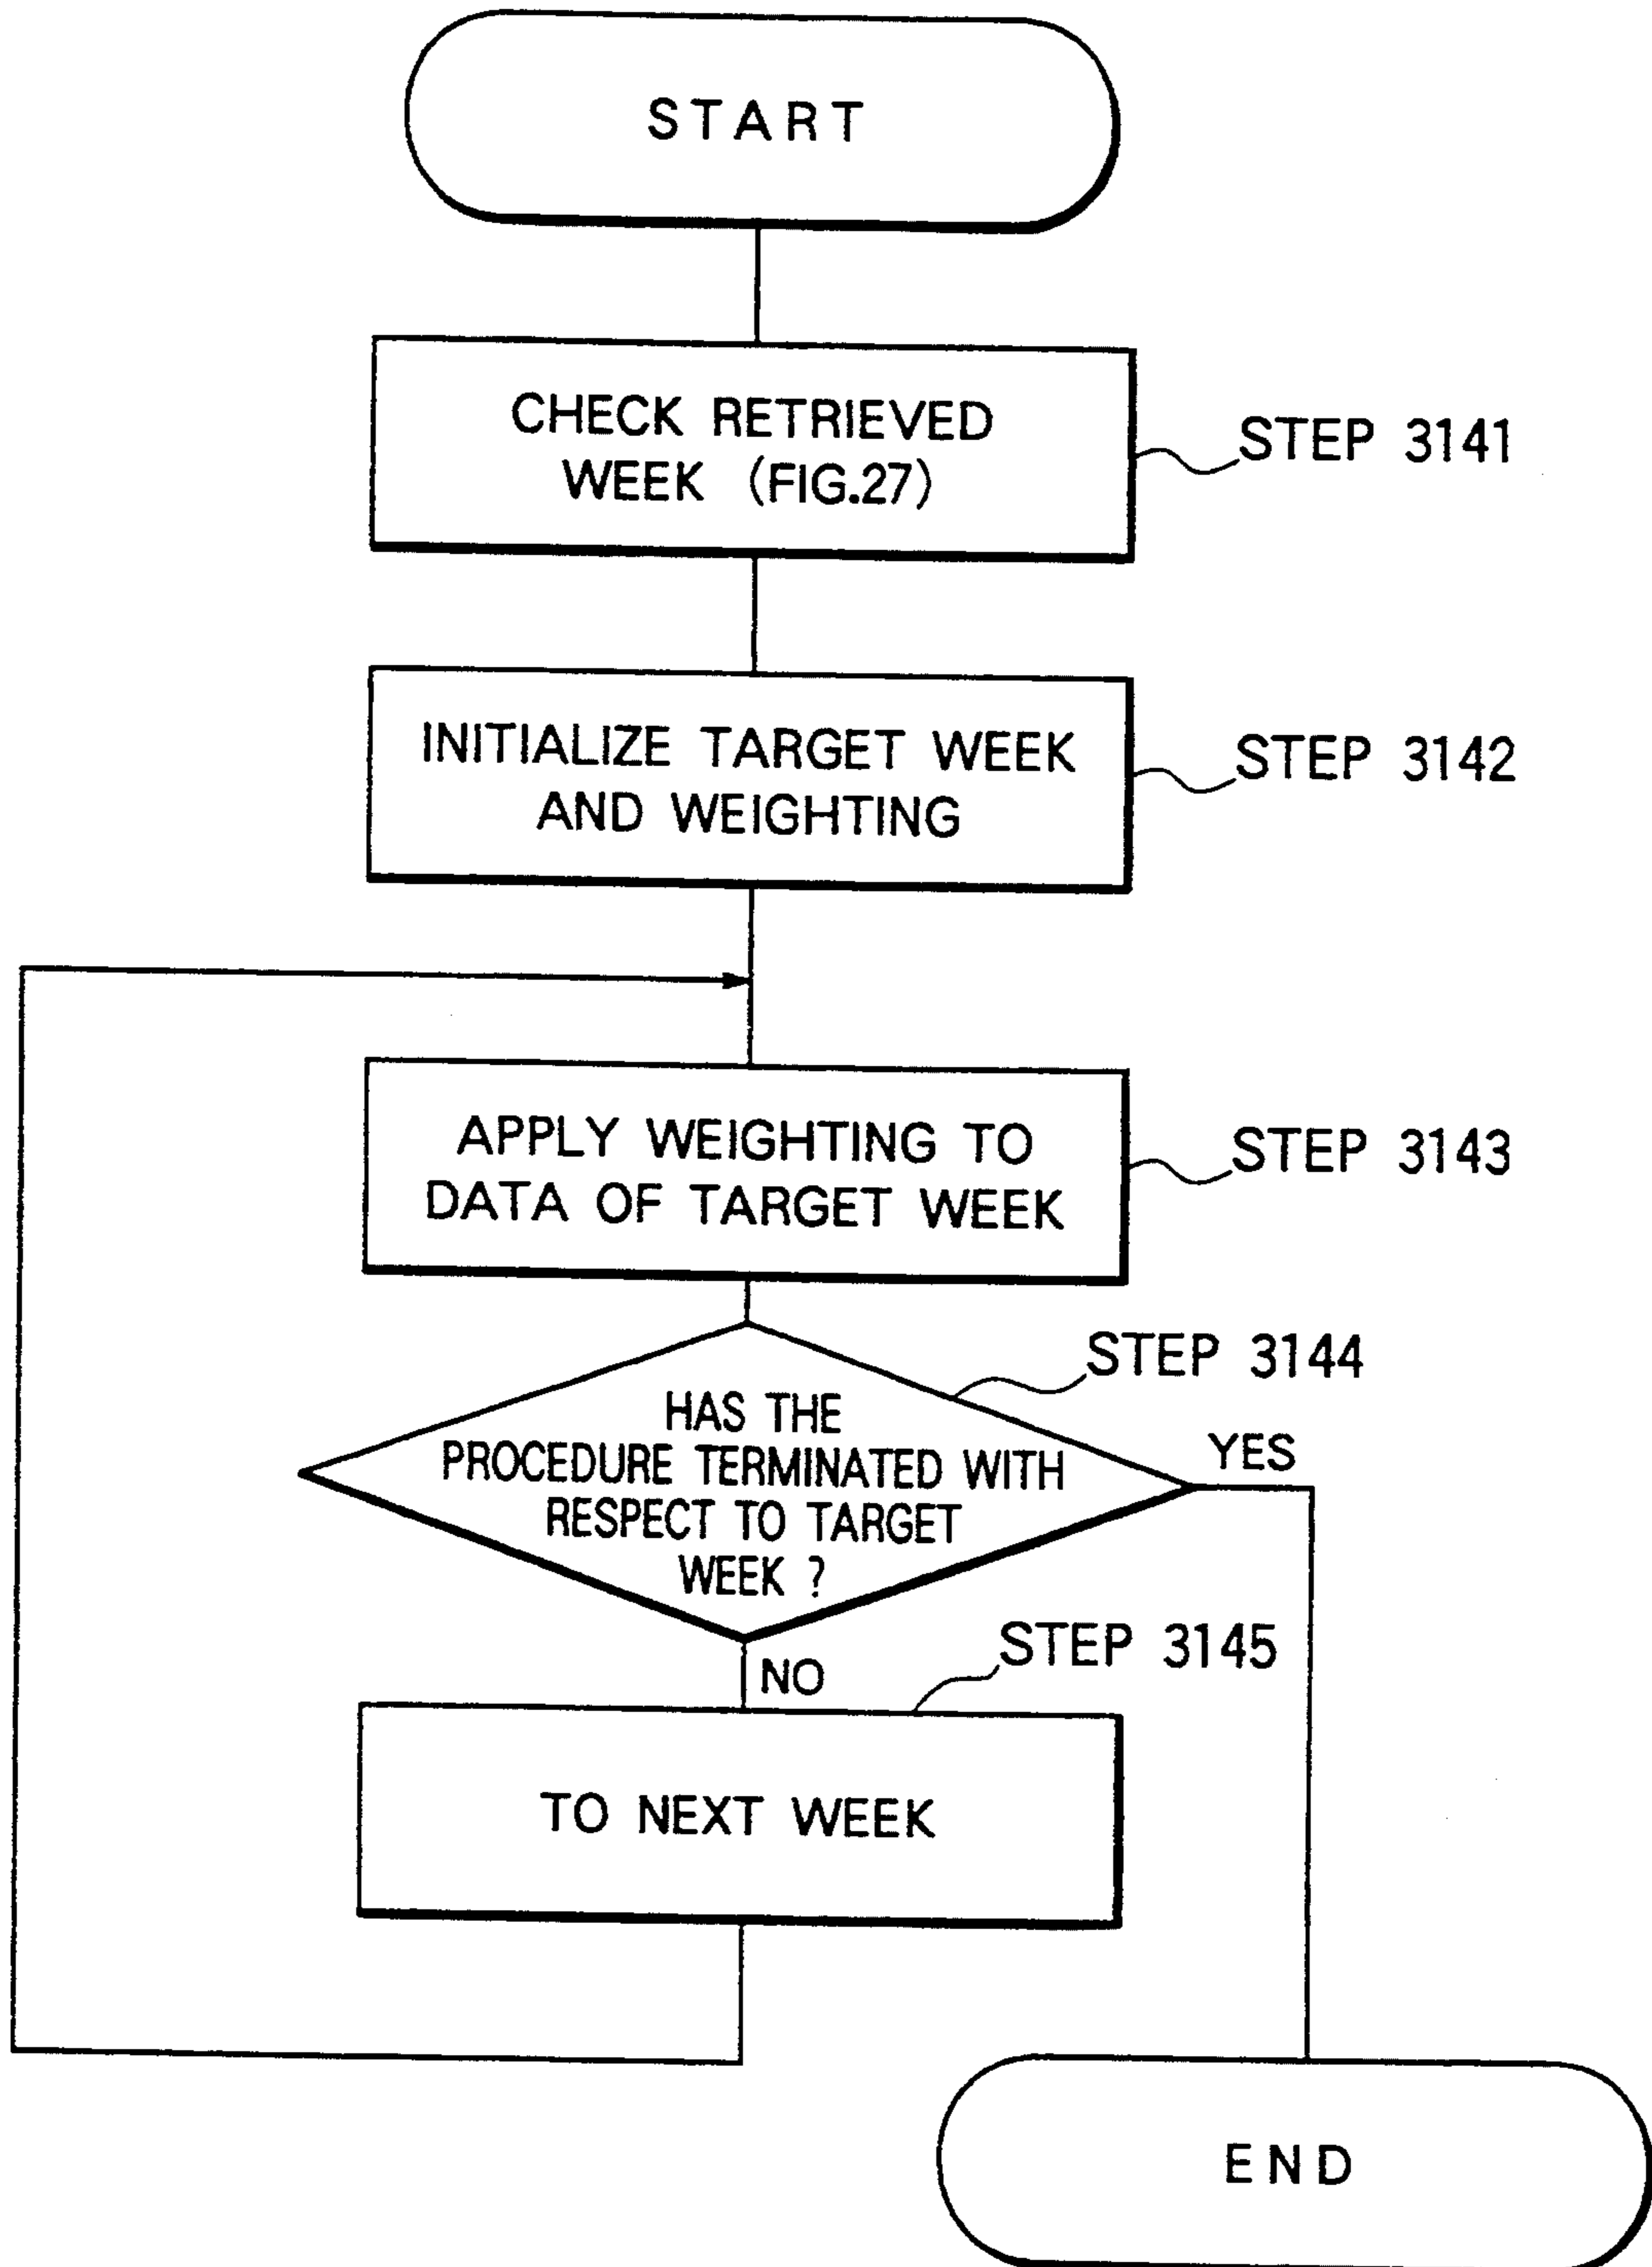 START
CHECK RETRIEVED
WEEK (FIG.27)
STEP 3141
INITIALIZE TARGET WEEK
AND WEIGHTING
STEP 3142
APPLY WEIGHTING TO
DATA OF TARGET WEEK
STEP 3143
STEP 3144
HAS THE
PROCEDURE TERMINATED WITH
RESPECT TO TARGET
WEEK ?
YES
NO
STEP 3145
TO NEXT WEEK
END